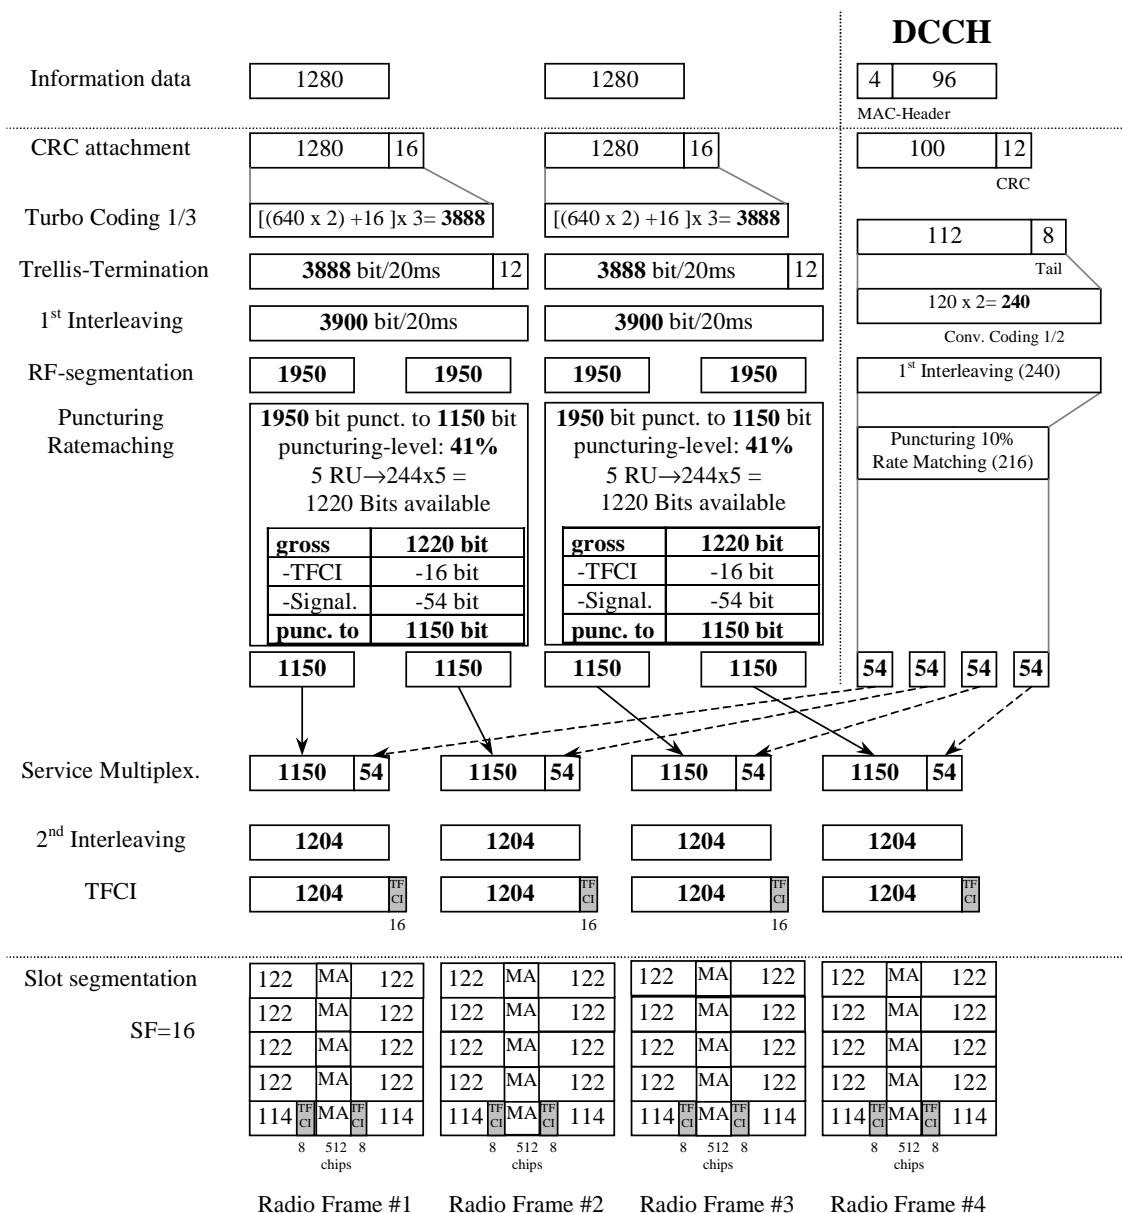 DCCH
Information data 1280 1280 4 96
MAC-Header
CRC attachment 1280 16 1280 16 100 12
CRC
Turbo Coding 1/3 [(640 x 2) +16 ]x 3= 3888 [(640 x 2) +16 ]x 3= 3888
112 8
Trellis-Termination 3888 bit/20ms 12 3888 bit/20ms 12
Tail
120 x 2= 240
1st Interleaving 3900 bit/20ms 3900 bit/20ms
Conv. Coding 1/2
RF-segmentation 1950 1950 1950 1950 1st Interleaving (240)
Puncturing 1950 bit punct. to 1150 bit 1950 bit punct. to 1150 bit
Ratemaching puncturing-level: 41% puncturing-level: 41% Puncturing 10%
Rate Matching (216)
5 RU→244x5 = 5 RU→244x5 =
1220 Bits available 1220 Bits available
gross 1220 bit gross 1220 bit
-TFCI -16 bit -TFCI -16 bit
-Signal. -54 bit -Signal. -54 bit
punc. to 1150 bit punc. to 1150 bit
1150 1150 1150 1150 54 54 54 54
Service Multiplex. 1150 54 1150 54 1150 54 1150 54
2nd Interleaving 1204 1204 1204 1204
TFCI 1204 TF CI 1204 TF CI 1204 TF CI 1204 TF CI
16 16 16
Slot segmentation 122 MA 122 122 MA 122 122 MA 122 122 MA 122
SF=16 122 MA 122 122 MA 122 122 MA 122 122 MA 122
122 MA 122 122 MA 122 122 MA 122 122 MA 122
122 MA 122 122 MA 122 122 MA 122 122 MA 122
114 TF CI MA TF CI 114 114 TF CI MA TF CI 114 114 TF CI MA TF CI 114 114 TF CI MA TF CI 114
8 512 8 8 512 8 8 512 8 8 512 8
chips chips chips chips
Radio Frame #1 Radio Frame #2 Radio Frame #3 Radio Frame #4